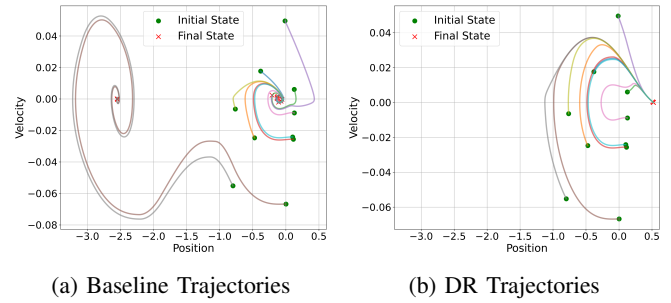 Initial State
Final State
0.04
0.02
0.00
−0.02
−0.04
−0.06
−0.08
Velocity
−3.0 −2.5 −2.0 −1.5 −1.0 −0.5 0.0 0.5
Position
(a) Baseline Trajectories
Initial State
Final State
0.04
0.02
0.00
−0.02
−0.04
−0.06
Velocity
−3.0 −2.5 −2.0 −1.5 −1.0 −0.5 0.0 0.5
Position
(b) DR Trajectories